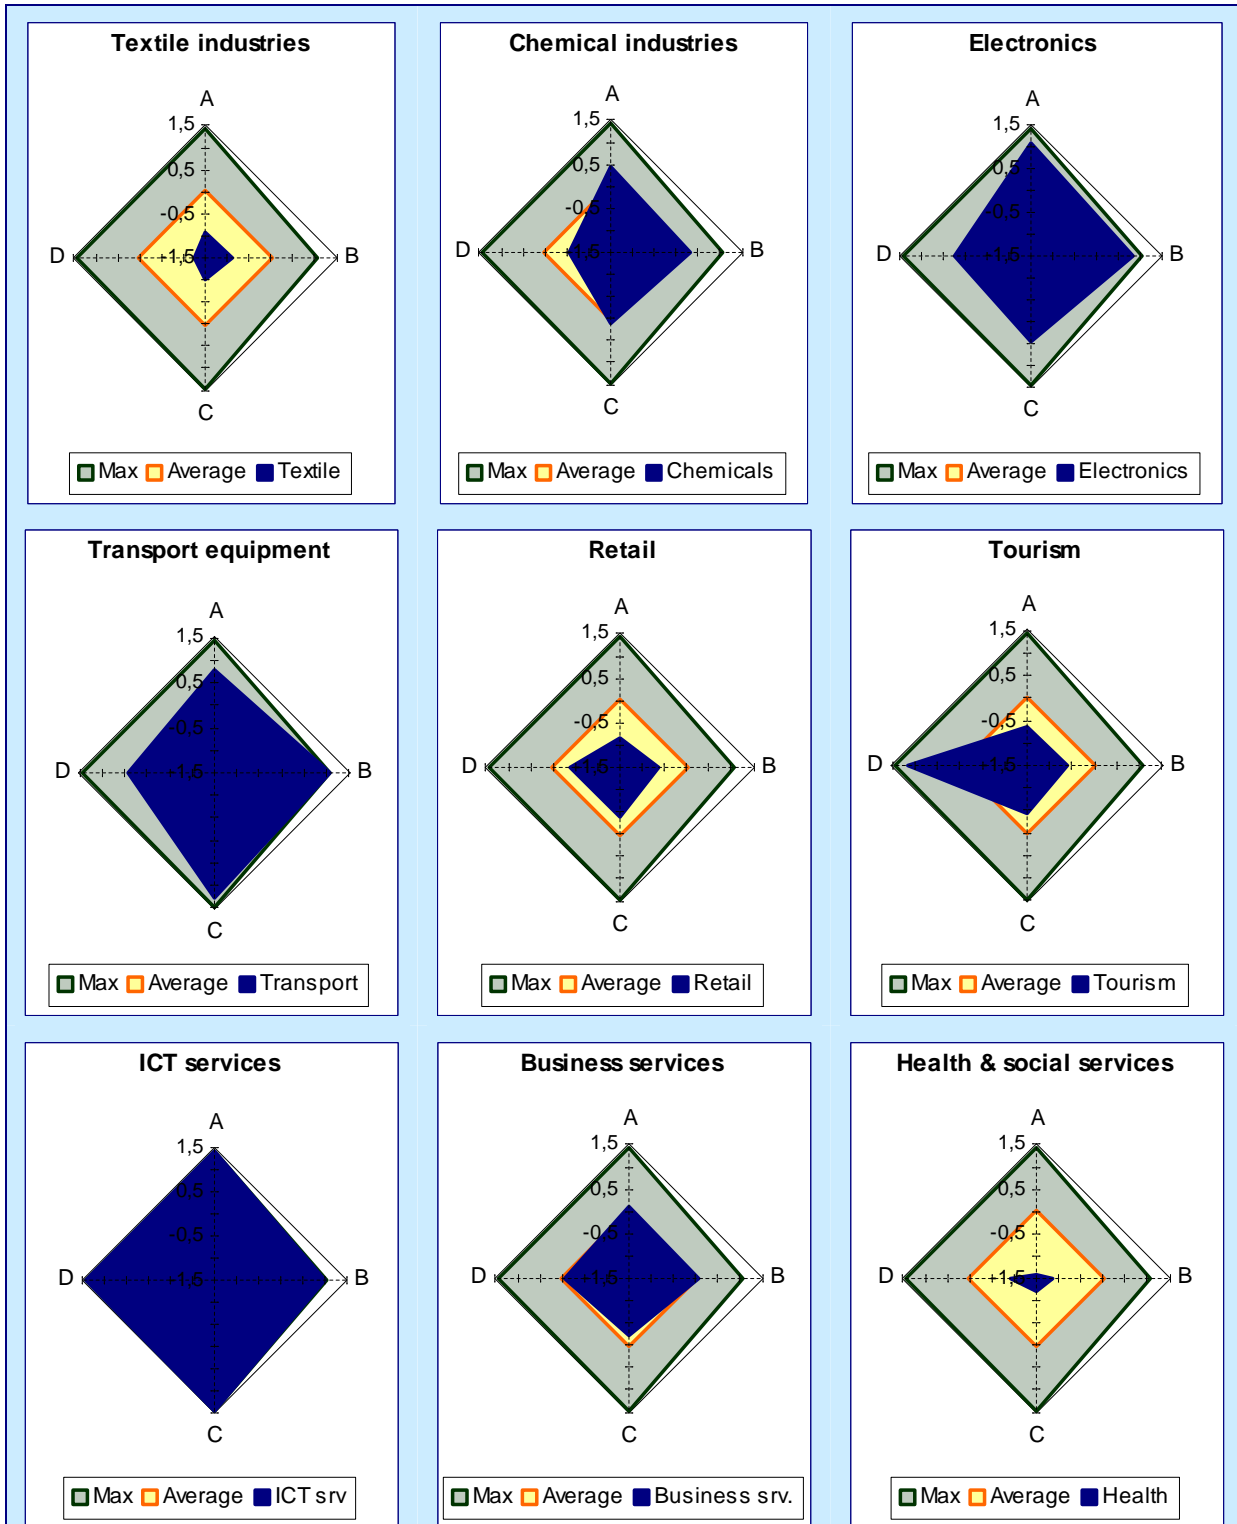 Textile industries
A
1,5
0,5
-0,5
D -1,5 B
C
Max Average Textile
Chemical industries
A
1,5
0,5
-0,5
D -1,5 B
C
Max Average Chemicals
Electronics
A
1,5
0,5
-0,5
D -1,5 B
C
Max Average Electronics
Transport equipment
A
1,5
0,5
-0,5
D -1,5 B
C
Max Average Transport
Retail
A
1,5
0,5
-0,5
D -1,5 B
C
Max Average Retail
Tourism
A
1,5
0,5
-0,5
D -1,5 B
C
Max Average Tourism
ICT services
A
1,5
0,5
-0,5
D -1,5 B
C
Max Average ICT srv
Business services
A
1,5
0,5
-0,5
D -1,5 B
C
Max Average Business srv.
Health & social services
A
1,5
0,5
-0,5
D -1,5 B
C
Max Average Health